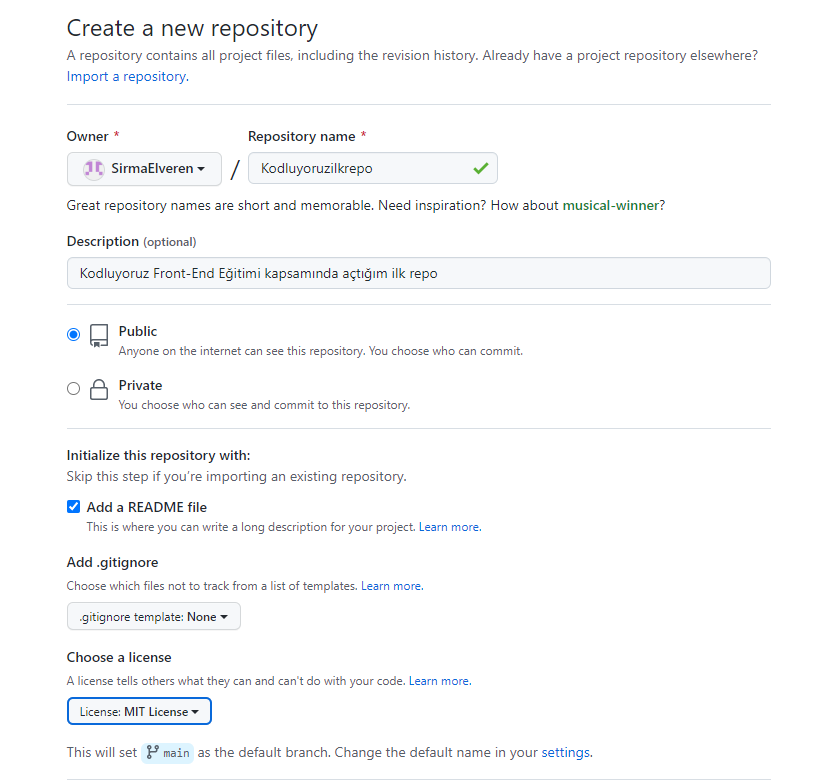 Create a new repository
A repository contains all project files, including the revision history. Already have a project repository elsewhere?
Import a repository.
Owner * Repository name *
SirmaElveren / Kodluyoruzilkrepo
Great repository names are short and memorable. Need inspiration? How about musical-winner?
Description (optional)
Kodluyoruz Front-End Eğitimi kapsamında açtığım ilk repo
Public
Anyone on the internet can see this repository. You choose who can commit.
Private
You choose who can see and commit to this repository.
Initialize this repository with:
Skip this step if you're importing an existing repository.
Add a README file
This is where you can write a long description for your project. Learn more.
Add .gitignore
Choose which files not to track from a list of templates. Learn more.
.gitignore template: None
Choose a license
A license tells others what they can and can't do with your code. Learn more.
License: MIT License
This will set main as the default branch. Change the default name in your settings.